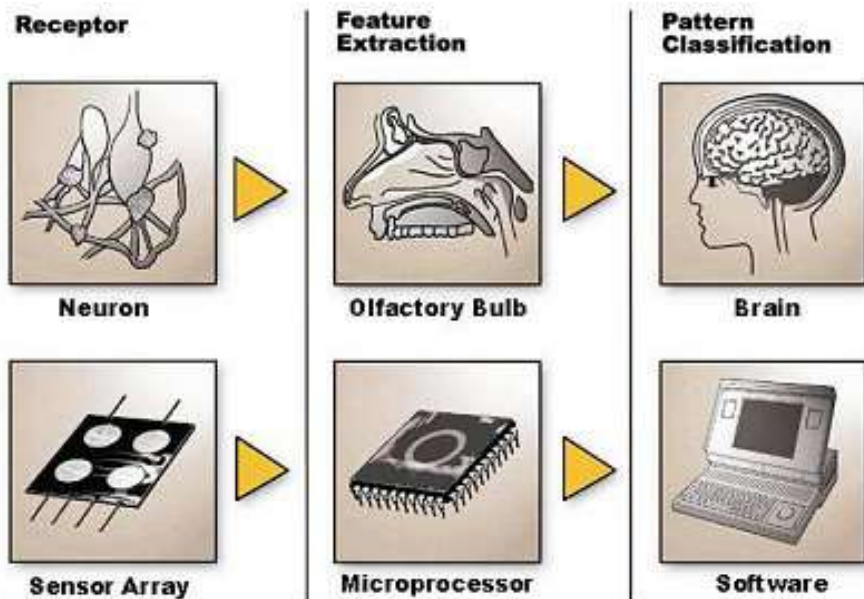 Receptor
Feature
Extraction
Pattern
Classification
Neuron
Olfactory Bulb
Brain
Sensor Array
Microprocessor
Software